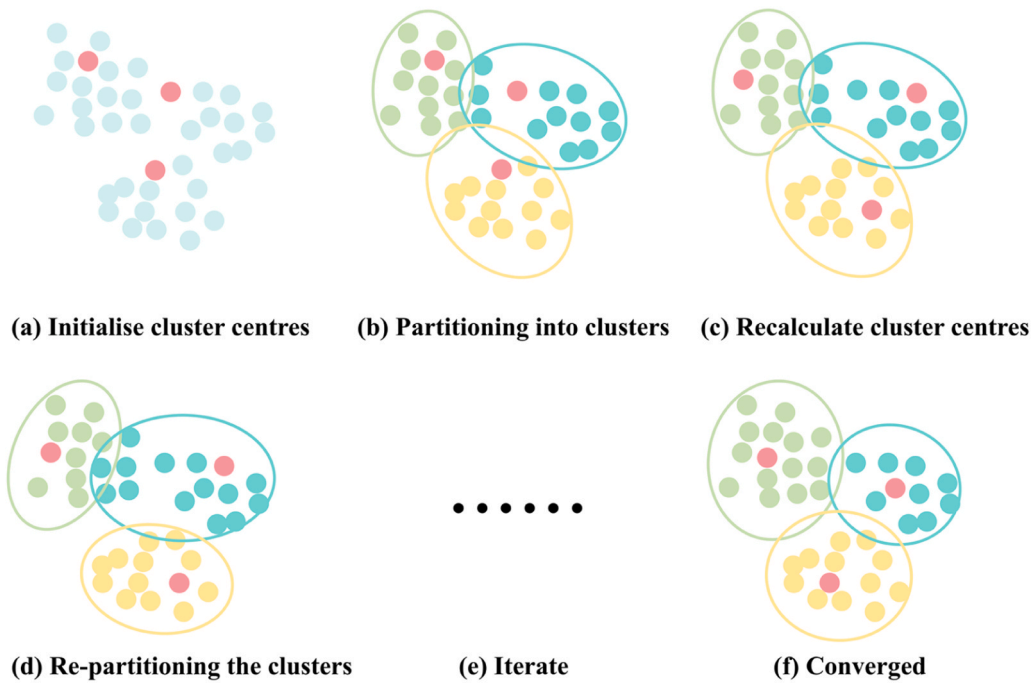 (a) Initialise cluster centres
(b) Partitioning into clusters
(c) Recalculate cluster centres
(d) Re-partitioning the clusters
(e) Iterate
(f) Converged